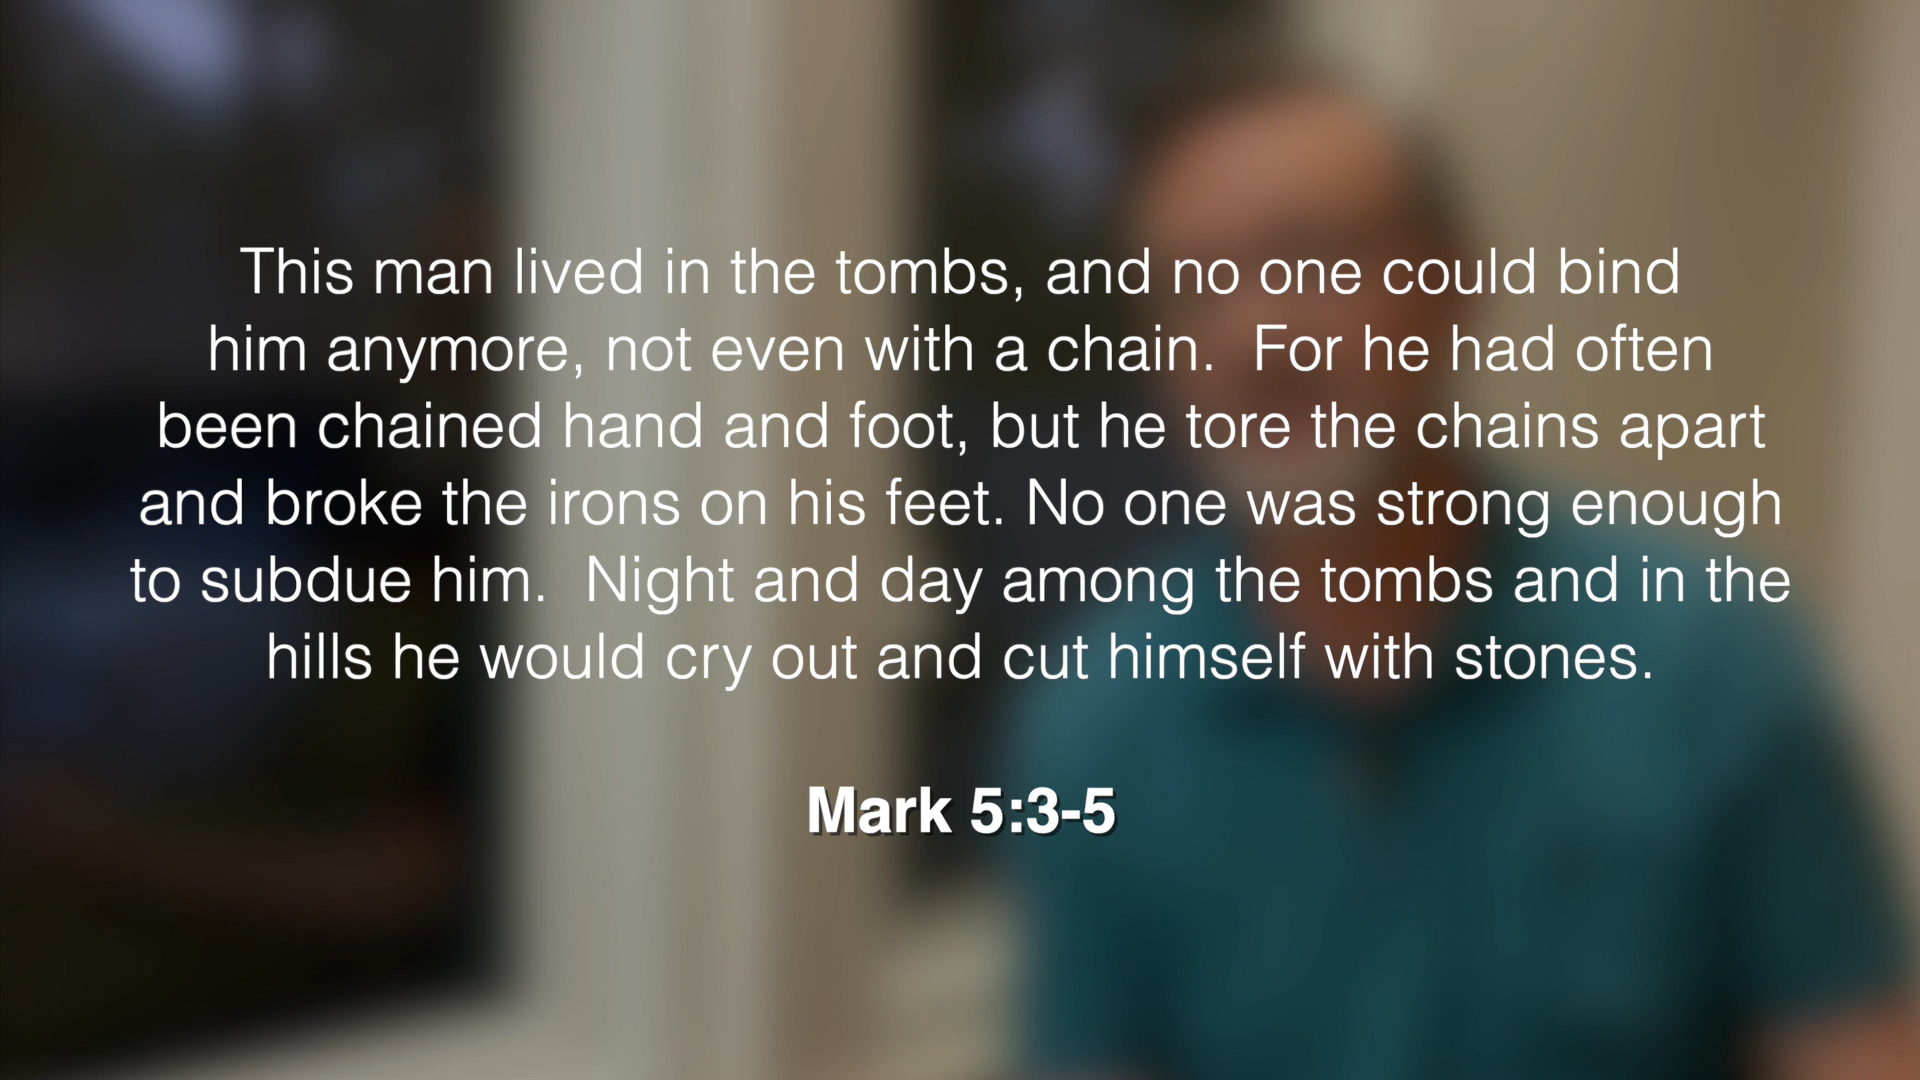 This man lived in the tombs, and no one could bind
him anymore, not even with a chain.  For he had often
been chained hand and foot, but he tore the chains apart
and broke the irons on his feet. No one was strong enough
to subdue him.  Night and day among the tombs and in the
hills he would cry out and cut himself with stones.
Mark 5:3-5